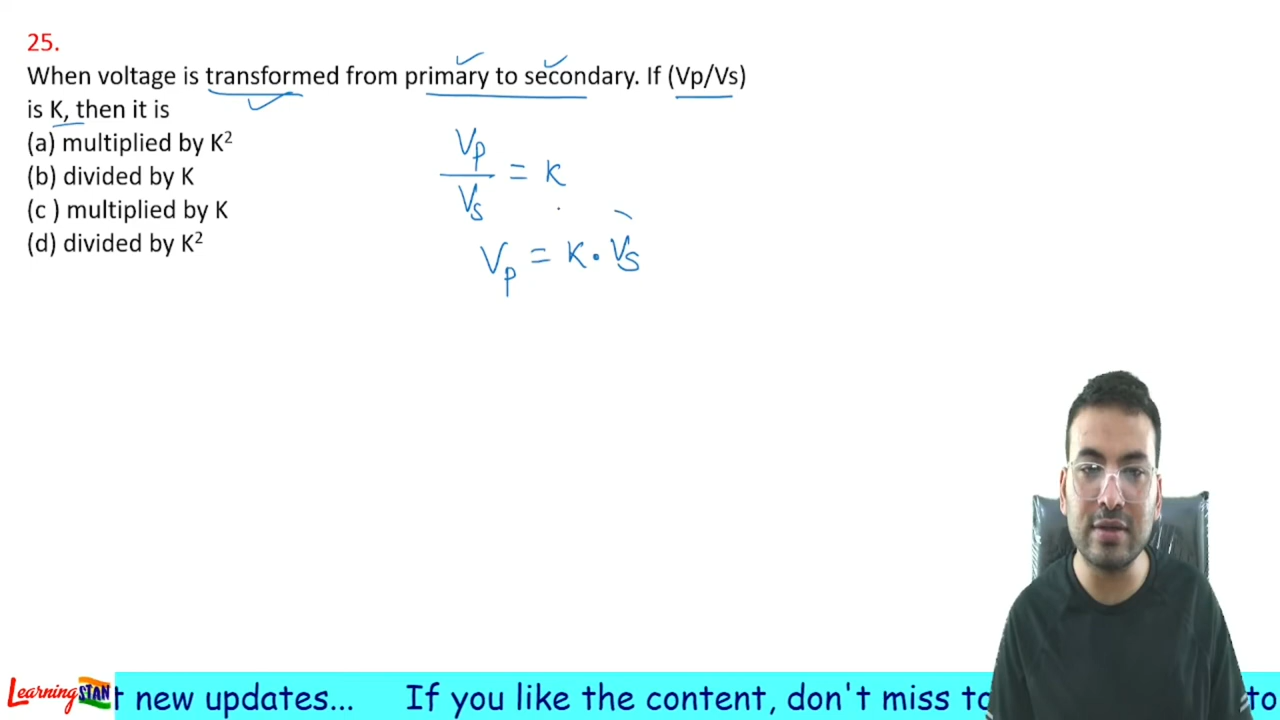 25.
When voltage is transformed from primary to secondary. If (Vp/Vs)
is K, then it is
(a) multiplied by K²
(b) divided by K
(c ) multiplied by K
(d) divided by K²
Vp
Vs = K
Vp = K . Vs
Learning STAN
t new updates... If you like the content, don't miss to to